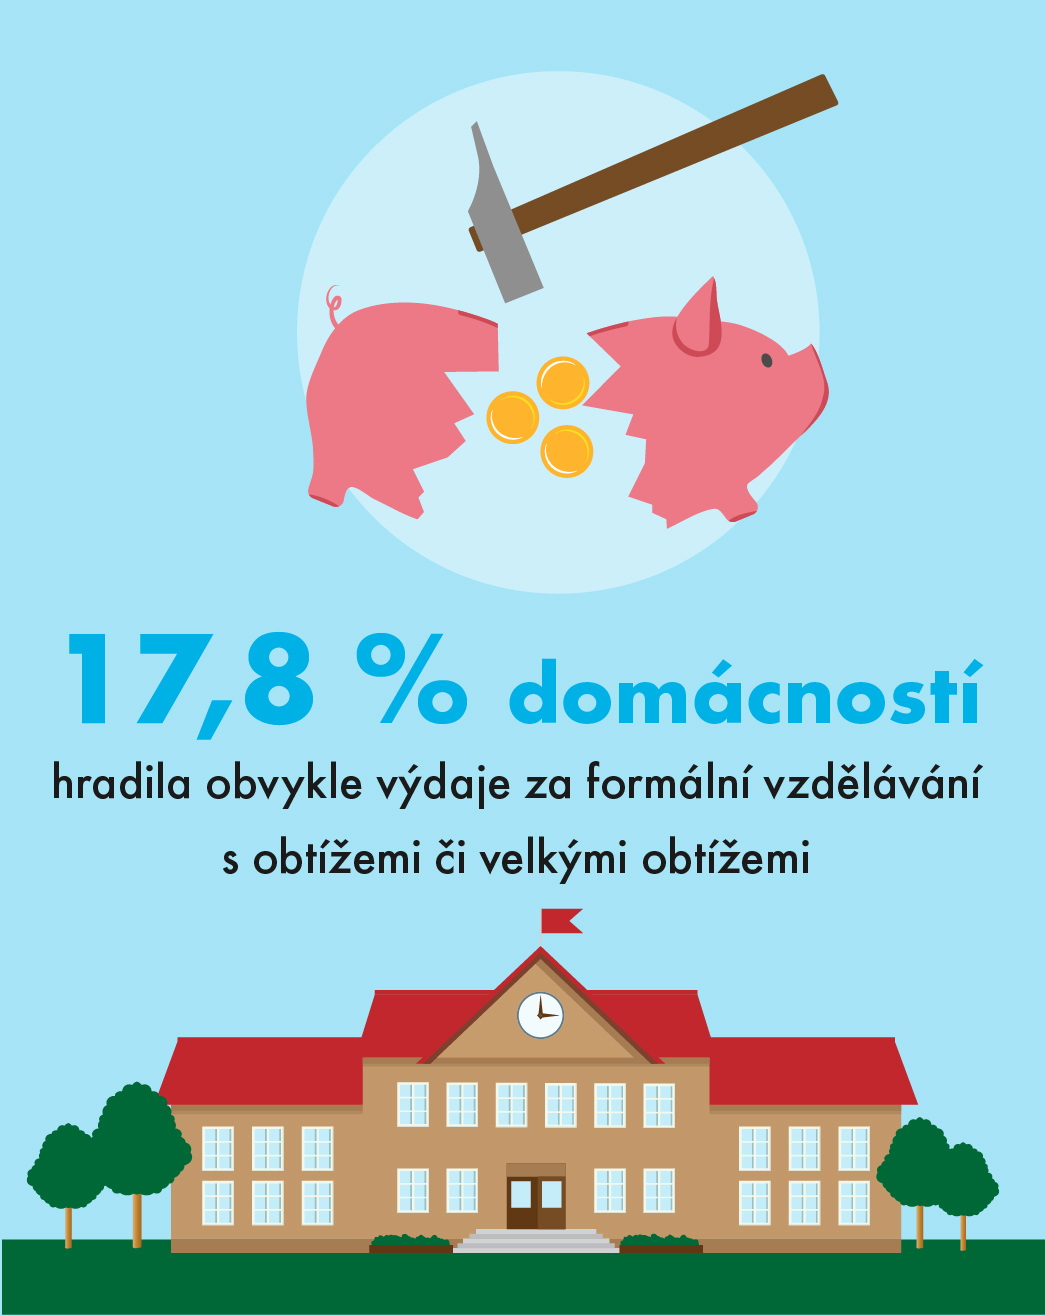 17,8 % domácností
hradila obvykle výdaje za formální vzdělávání
s obtížemi či velkými obtížemi